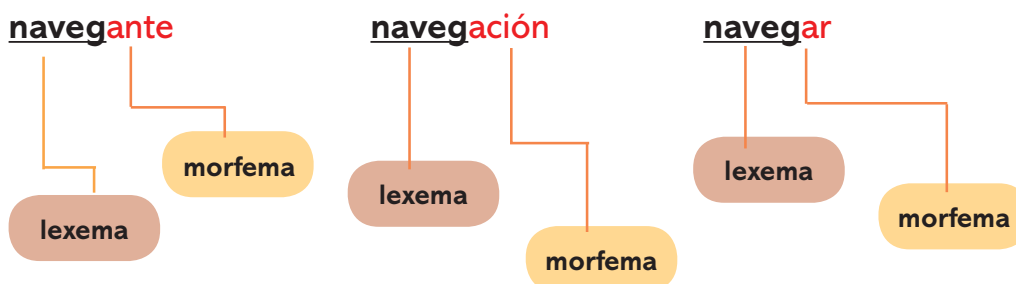 navegante
navegación
navegar
morfema
lexema
lexema
morfema
lexema
morfema